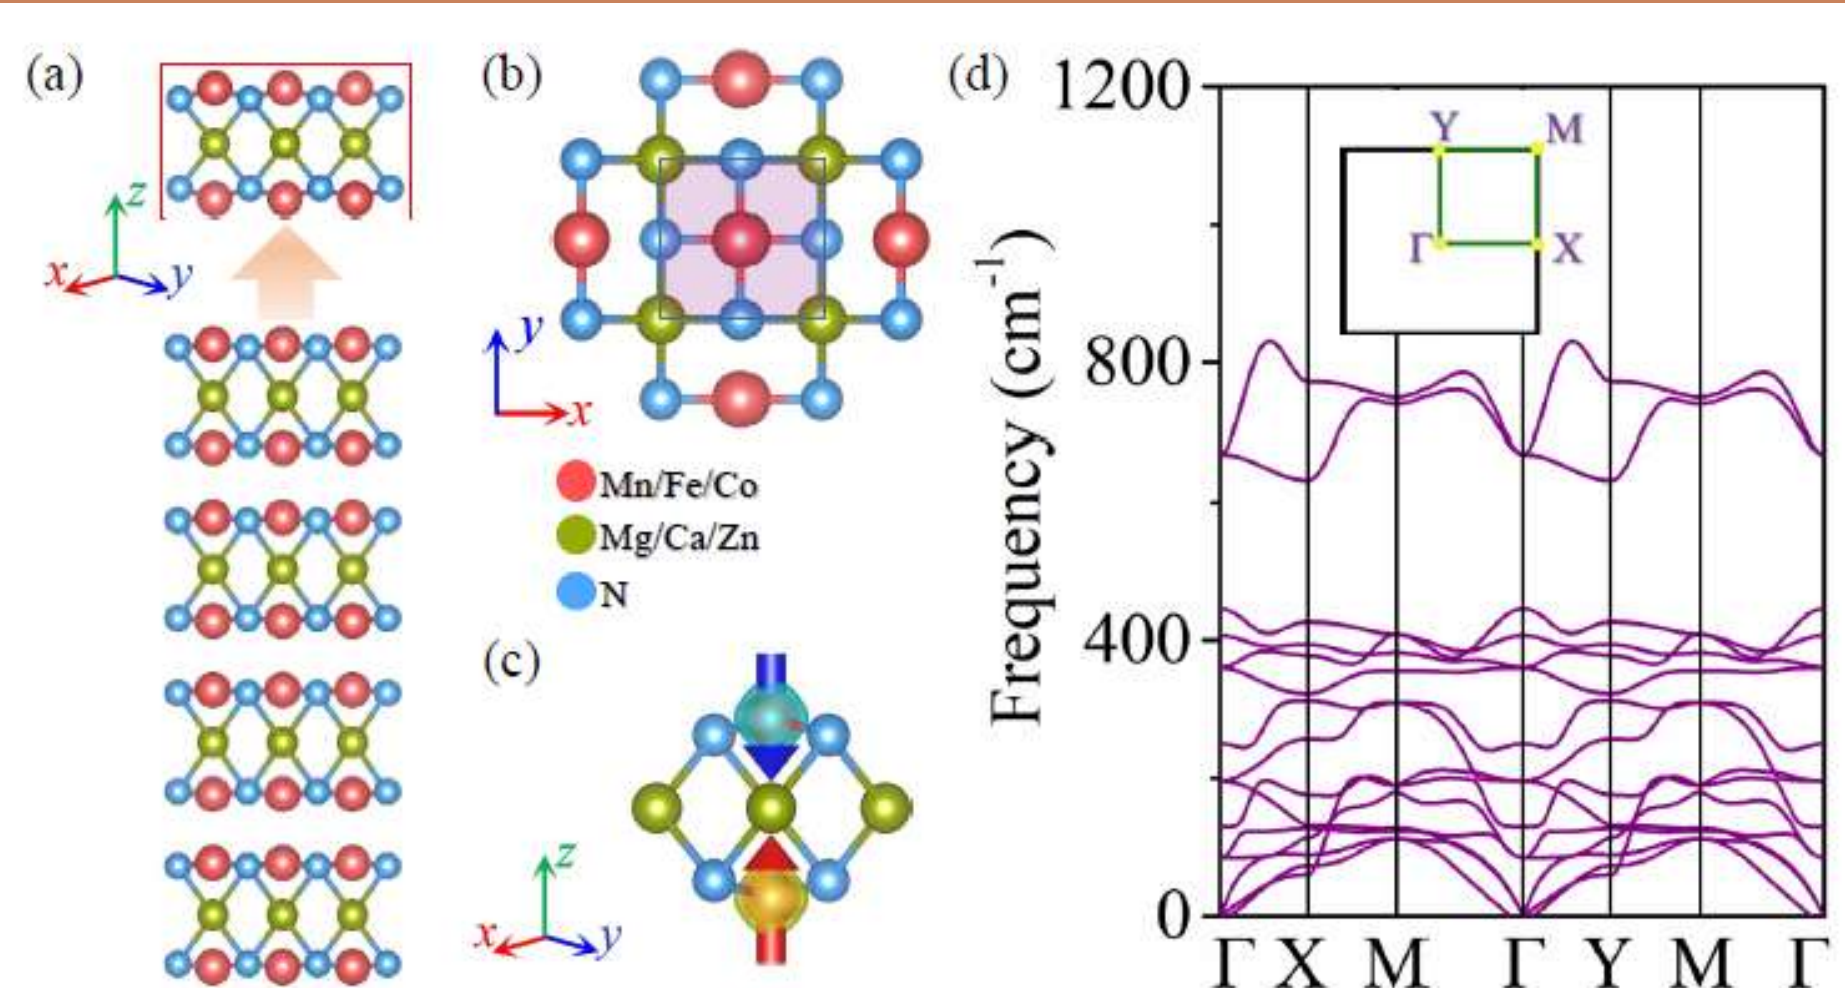 (a)
z
x
y
(b)
y
x
Mn/Fe/Co
Mg/Ca/Zn
N
(c)
z
x
y
(d)
Frequency (cm⁻¹)
1200
800
400
0
Y
M
Γ
X
Γ X M Γ Y M Γ